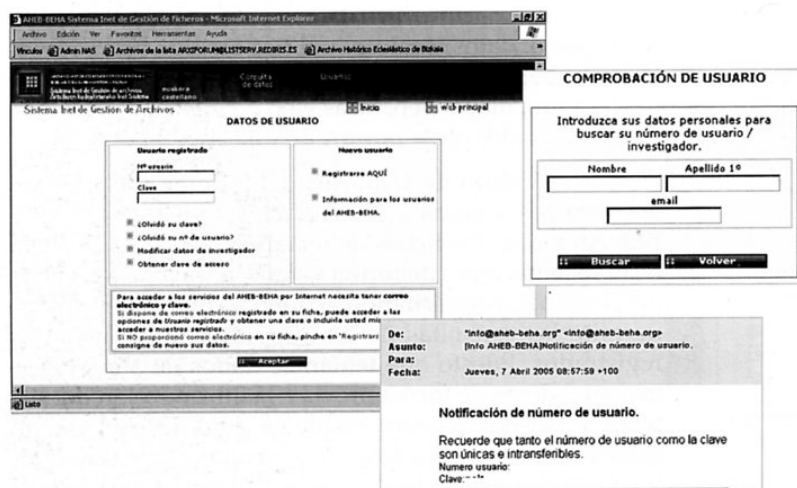 AHEB-BEHA Sistema Inet de Gestión de ficheros - Microsoft Internet Explorer
Archivo Edición Ver Favoritos Herramientas Ayuda
Vínculos Admin NAS Archivos de la lista ARXIFORUM@LISTSERV.REDIRIS.ES Archivo Histórico Eclesiástico de Bizkaia
Sistema Inet de Gestión de archivos
euskera
castellano
Consulta de datos
Usuarios
Sistema Inet de Gestión de Archivos
Inicio
web principal
DATOS DE USUARIO
Usuario registrado
Nº usuario
Clave
¿Olvidó su clave?
¿Olvidó su nº de usuario?
Modificar datos de investigador
Obtener clave de acceso
Nuevo usuario
Registrarse AQUÍ
Información para los usuarios
del AHEB-BEHA.
Para acceder a los servicios del AHEB-BEHA por Internet necesita tener correo
electrónico y clave.
Si dispone de correo electrónico registrado en su ficha, puede acceder a las
opciones de Usuario registrado y obtener una clave o incluirla usted mis
acceder a nuestros servicios.
Si NO proporcionó correo electrónico en su ficha, pinche en "Registrars
consigne de nuevo sus datos.
Aceptar
Listo
COMPROBACIÓN DE USUARIO
Introduzca sus datos personales para
buscar su número de usuario /
investigador.
Nombre Apellido 1º
email
Buscar Volver
De: "info@aheb-beha.org" <info@aheb-beha.org>
Asunto: [Info AHEB-BEHA]Notificación de número de usuario.
Para:
Fecha: Jueves, 7 Abril 2005 08:57:59 +100
Notificación de número de usuario.
Recuerde que tanto el número de usuario como la clave
son únicas e intransferibles.
Numero usuario:
Clave: